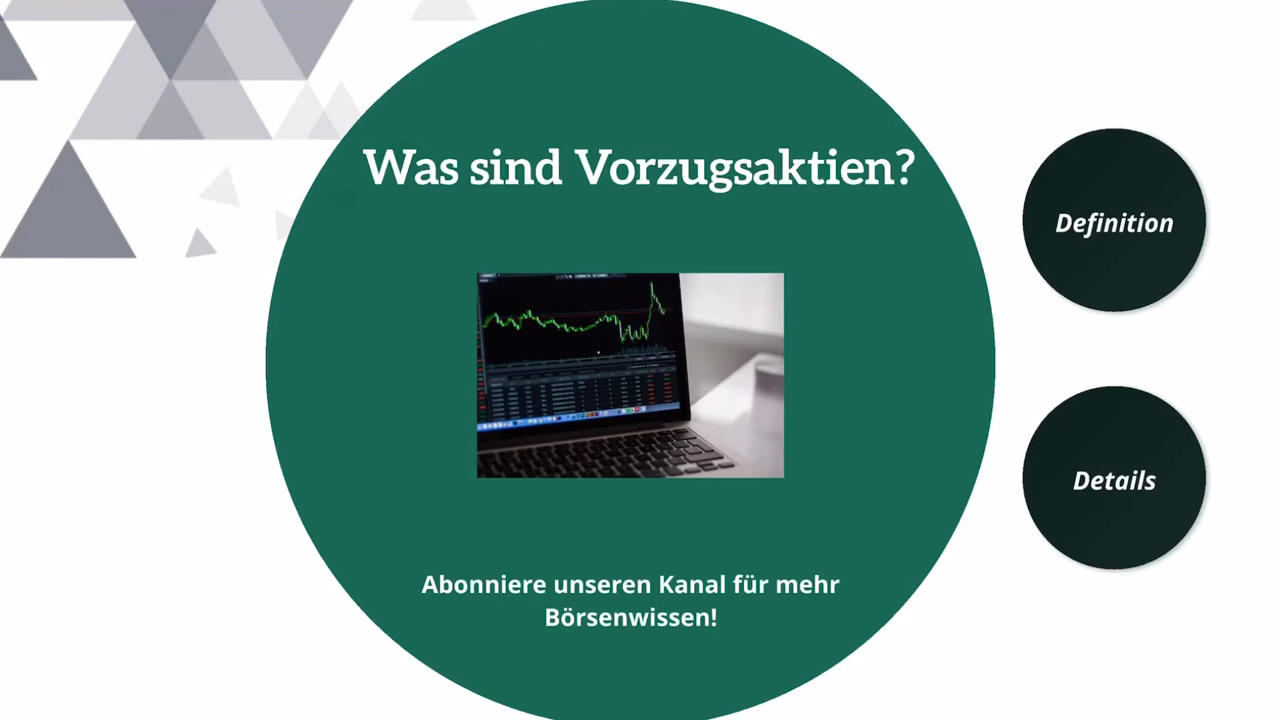 Was sind Vorzugsaktien?
Definition
Details
Abonniere unseren Kanal für mehr
Börsenwissen!